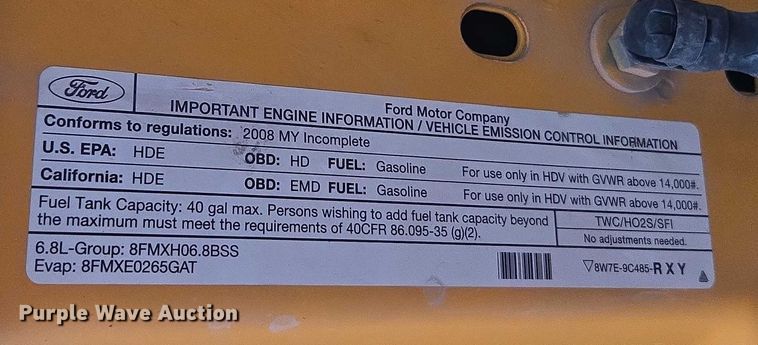 Ford
Ford Motor Company
IMPORTANT ENGINE INFORMATION / VEHICLE EMISSION CONTROL INFORMATION
Conforms to regulations: 2008 MY Incomplete
U.S. EPA: HDE OBD: HD FUEL: Gasoline For use only in HDV with GVWR above 14,000#.
California: HDE OBD: EMD FUEL: Gasoline For use only in HDV with GVWR above 14,000#.
Fuel Tank Capacity: 40 gal max. Persons wishing to add fuel tank capacity beyond
the maximum must meet the requirements of 40CFR 86.095-35 (g)(2).
TWC/HO2S/SFI
No adjustments needed.
6.8L-Group: 8FMXH06.8BSS
Evap: 8FMXE0265GAT
▽8W7E-9C485-RXY
Purple Wave Auction